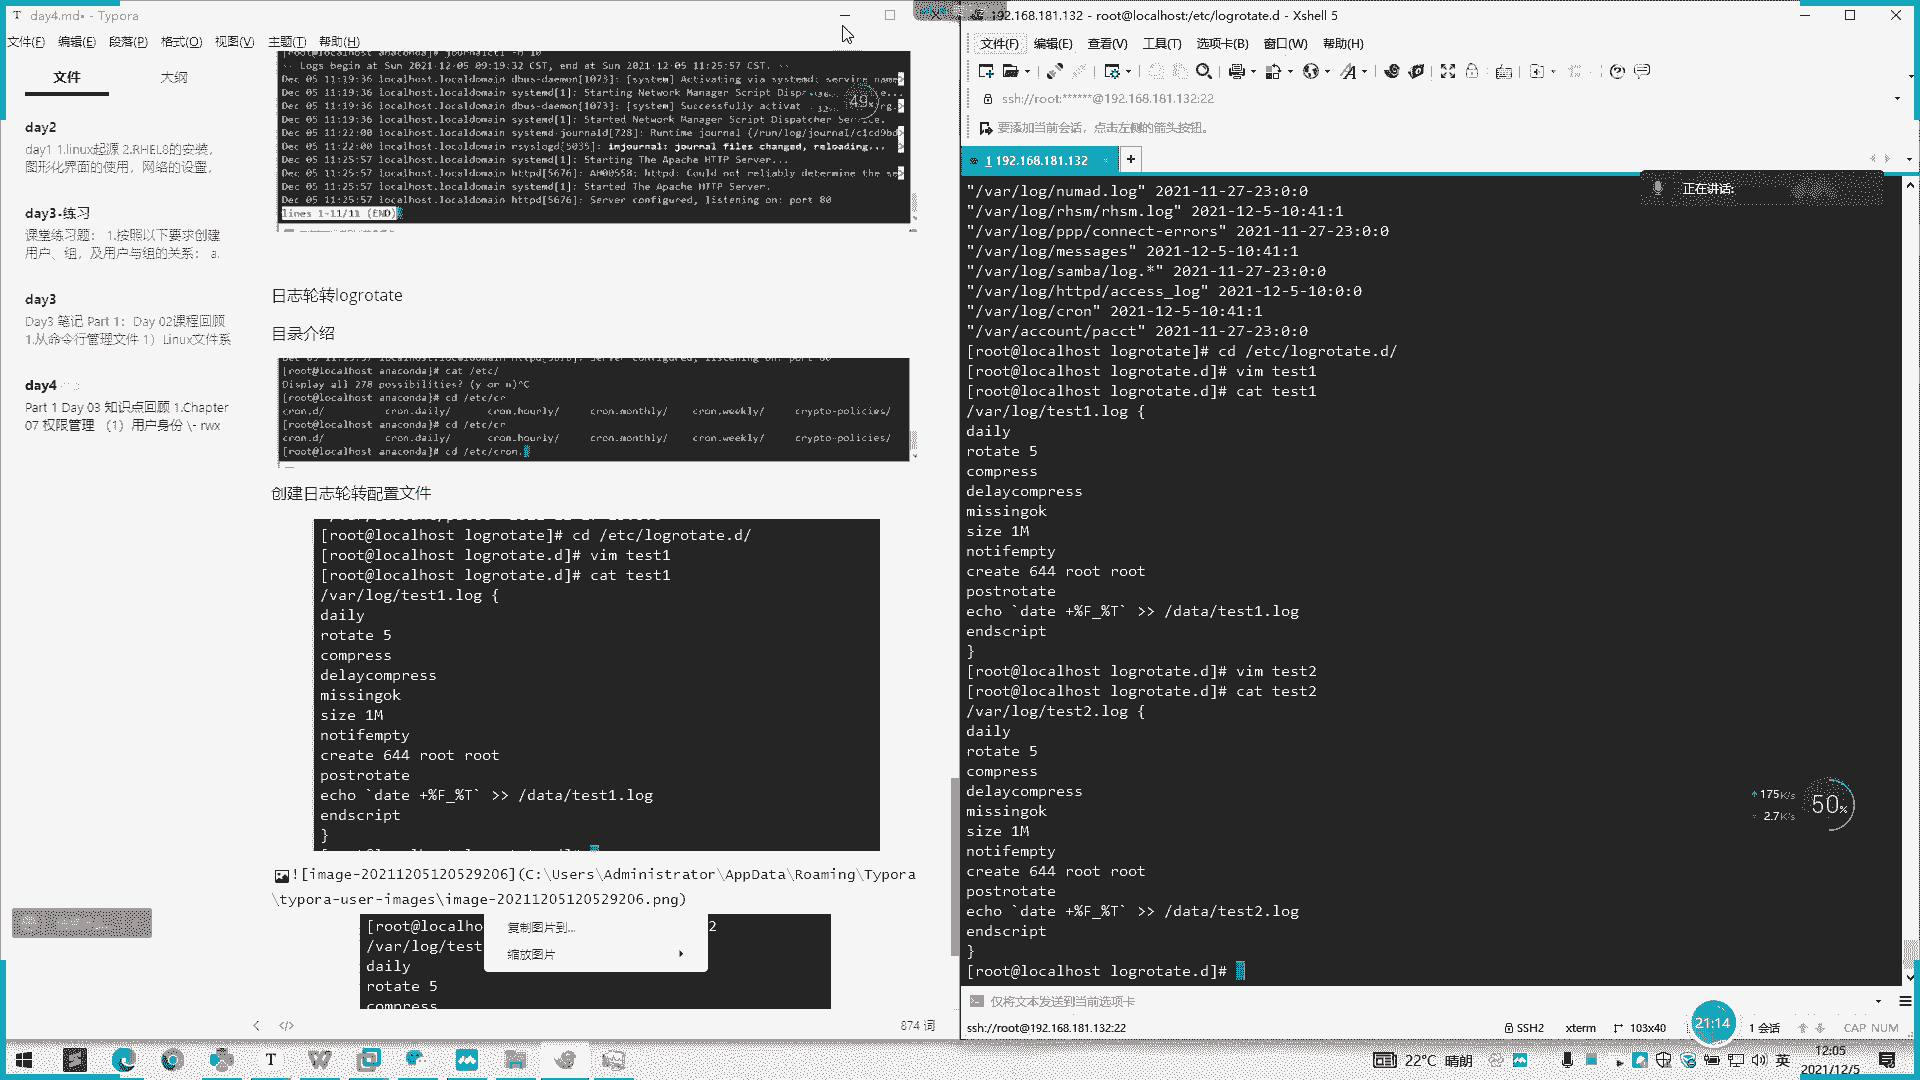 day4.md• - Typora
文件(F) 编辑(E) 段落(P) 格式(O) 视图(V) 主题(T) 帮助(H)
文件 大纲
day2
day1 1.linux起源 2.RHEL8的安装，
图形化界面的使用，网络的设置，
day3-练习
课堂练习题： 1.按照以下要求创建
用户、组，及用户与组的关系： a.
day3
Day3 笔记 Part 1： Day 02课程回顾
1.从命令行管理文件 1）Linux文件系
day4
Part 1 Day 03 知识点回顾 1.Chapter
07 权限管理 （1）用户身份 \- rwx
-- Logs begin at Sun 2021-12-05 09:19:32 CST, end at Sun 2021-12-05 11:25:57 CST. --
Dec 05 11:19:36 localhost.localdomain dbus-daemon[1073]: [system] Activating via systemd: service name
Dec 05 11:19:36 localhost.localdomain systemd[1]: Starting Network Manager Script
Dec 05 11:19:36 localhost.localdomain dbus-daemon[1073]: [system] Successfully
Dec 05 11:19:36 localhost.localdomain systemd[1]: Started Network Manager Script Dispatcher Service.
Dec 05 11:22:00 localhost.localdomain systemd-journald[728]: Runtime journal
Dec 05 11:22:00 localhost.localdomain rsyslogd[5035]: imjournal: journal files changed, reloading...
Dec 05 11:25:57 localhost.localdomain systemd[1]: Starting The Apache HTTP Server...
Dec 05 11:25:57 localhost.localdomain httpd[5676]: AH00558: httpd: Could not reliably determine the se
Dec 05 11:25:57 localhost.localdomain systemd[1]: Started The Apache HTTP Server.
Dec 05 11:25:57 localhost.localdomain httpd[5676]: Server configured, listening on: port 80
lines 1-11/11 (END)
49%
日志轮转logrotate
目录介绍
[root@localhost anaconda]# cat /etc/
Display all 278 possibilities? (y or n)^C
[root@localhost anaconda]# cd /etc/cr
cron.d/ cron.daily/ cron.hourly/ cron.monthly/ cron.weekly/ crypto-policies/
[root@localhost anaconda]# cd /etc/cr
cron.d/ cron.daily/ cron.hourly/ cron.monthly/ cron.weekly/ crypto-policies/
[root@localhost anaconda]# cd /etc/cron.
创建日志轮转配置文件
[root@localhost logrotate]# cd /etc/logrotate.d/
[root@localhost logrotate.d]# vim test1
[root@localhost logrotate.d]# cat test1
/var/log/test1.log {
daily
rotate 5
compress
delaycompress
missingok
size 1M
notifempty
create 644 root root
postrotate
echo `date +%F_%T` >> /data/test1.log
endscript
}
![image-20211205120529206](C:\Users\Administrator\AppData\Roaming\Typora
\typora-user-images\image-20211205120529206.png)
[root@localho 2
/var/log/test
daily
rotate 5
compress
复制图片到...
缩放图片
874 词
192.168.181.132 - root@localhost:/etc/logrotate.d - Xshell 5
文件(F) 编辑(E) 查看(V) 工具(T) 选项卡(B) 窗口(W) 帮助(H)
ssh://root:******@192.168.181.132:22
要添加当前会话，点击左侧的箭头按钮。
1 192.168.181.132
正在讲话:
"/var/log/numad.log" 2021-11-27-23:0:0
"/var/log/rhsm/rhsm.log" 2021-12-5-10:41:1
"/var/log/ppp/connect-errors" 2021-11-27-23:0:0
"/var/log/messages" 2021-12-5-10:41:1
"/var/log/samba/log.*" 2021-11-27-23:0:0
"/var/log/httpd/access_log" 2021-12-5-10:0:0
"/var/log/cron" 2021-12-5-10:41:1
"/var/account/pacct" 2021-11-27-23:0:0
[root@localhost logrotate]# cd /etc/logrotate.d/
[root@localhost logrotate.d]# vim test1
[root@localhost logrotate.d]# cat test1
/var/log/test1.log {
daily
rotate 5
compress
delaycompress
missingok
size 1M
notifempty
create 644 root root
postrotate
echo `date +%F_%T` >> /data/test1.log
endscript
}
[root@localhost logrotate.d]# vim test2
[root@localhost logrotate.d]# cat test2
/var/log/test2.log {
daily
rotate 5
compress
delaycompress
missingok
size 1M
notifempty
create 644 root root
postrotate
echo `date +%F_%T` >> /data/test2.log
endscript
}
[root@localhost logrotate.d]#
175K/s
2.7K/s
50%
仅将文本发送到当前选项卡
ssh://root@192.168.181.132:22
SSH2 xterm 103x40 21:14 1 会话 CAP NUM
22°C 晴朗 英 12:05
2021/12/5